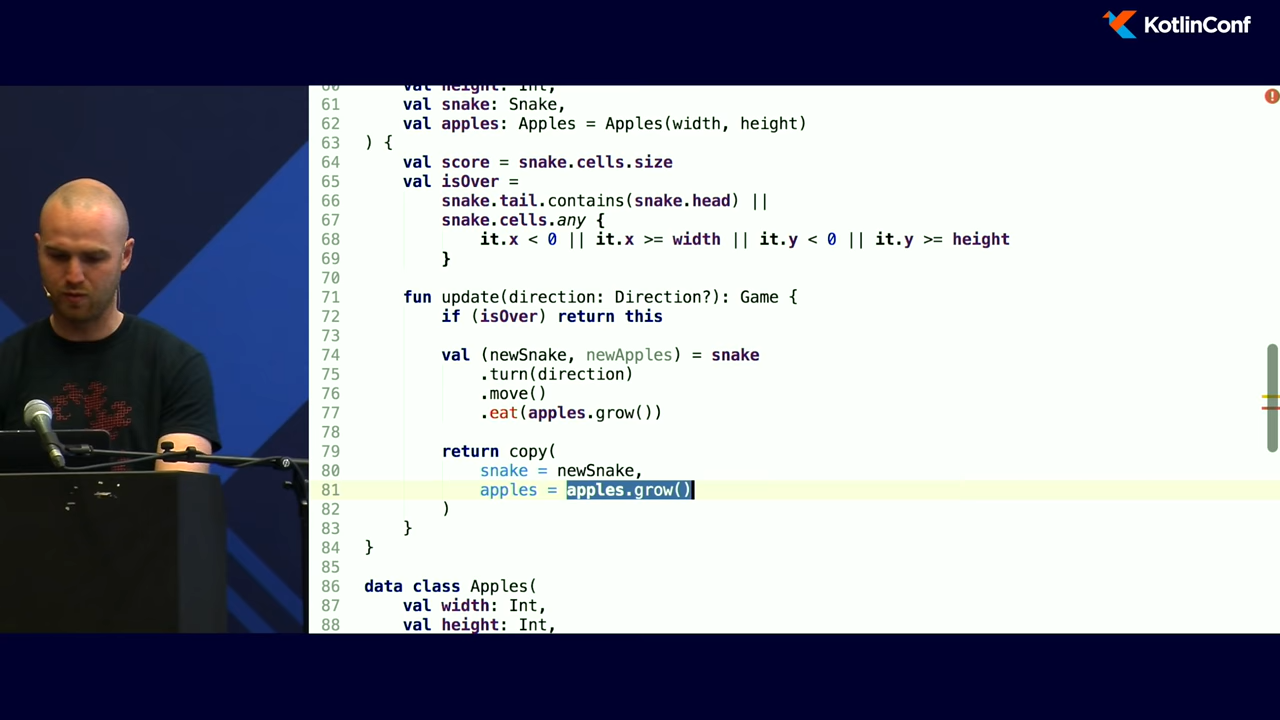 KotlinConf
60 val height: Int,
61 val snake: Snake,
62 val apples: Apples = Apples(width, height)
63 ) {
64 val score = snake.cells.size
65 val isOver =
66 snake.tail.contains(snake.head) ||
67 snake.cells.any {
68 it.x < 0 || it.x >= width || it.y < 0 || it.y >= height
69 }
70
71 fun update(direction: Direction?): Game {
72 if (isOver) return this
73
74 val (newSnake, newApples) = snake
75 .turn(direction)
76 .move()
77 .eat(apples.grow())
78
79 return copy(
80 snake = newSnake,
81 apples = apples.grow()
82 )
83 }
84 }
85
86 data class Apples(
87 val width: Int,
88 val height: Int,